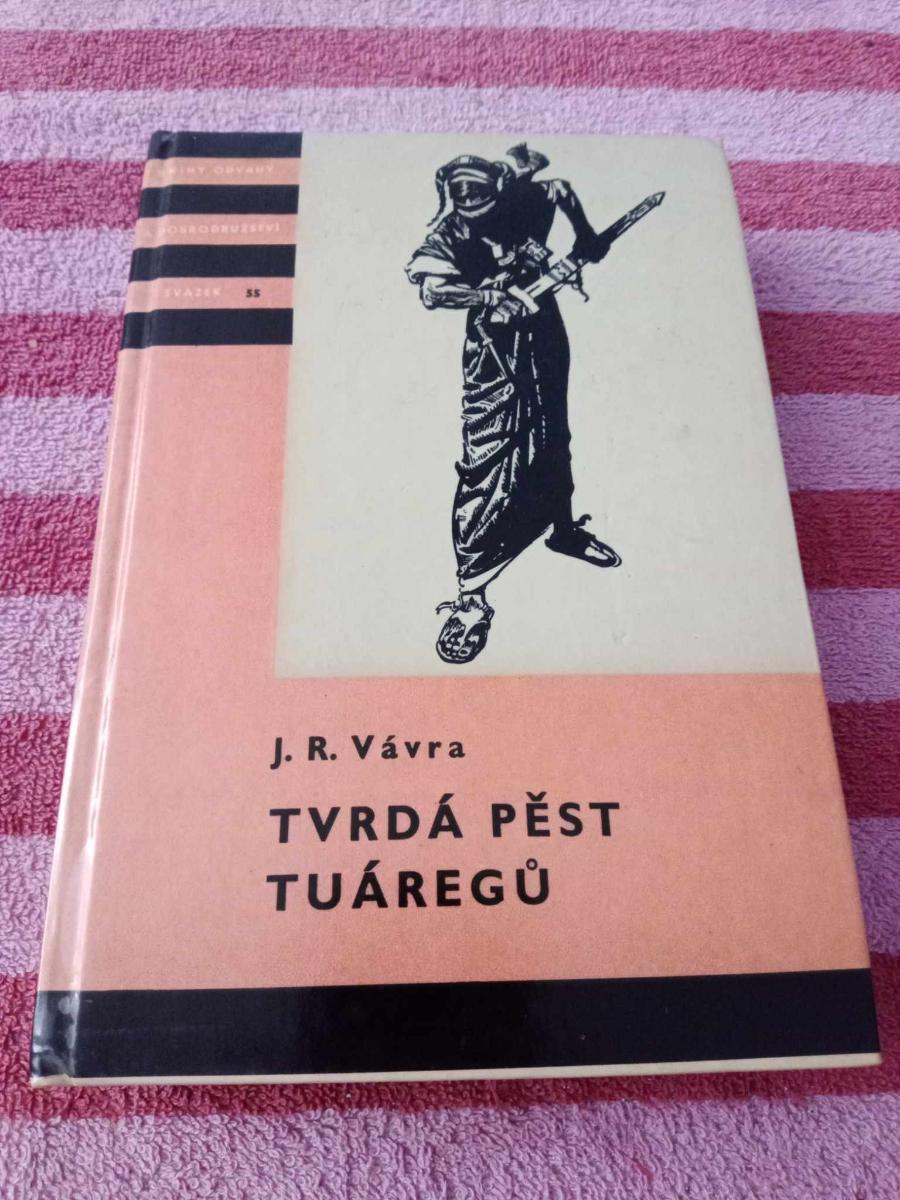 KNIHY ODVAHY
A DOBRODRUŽSTVÍ
SVAZEK 55
J. R. Vávra
TVRDÁ PĚST
TUÁREGŮ